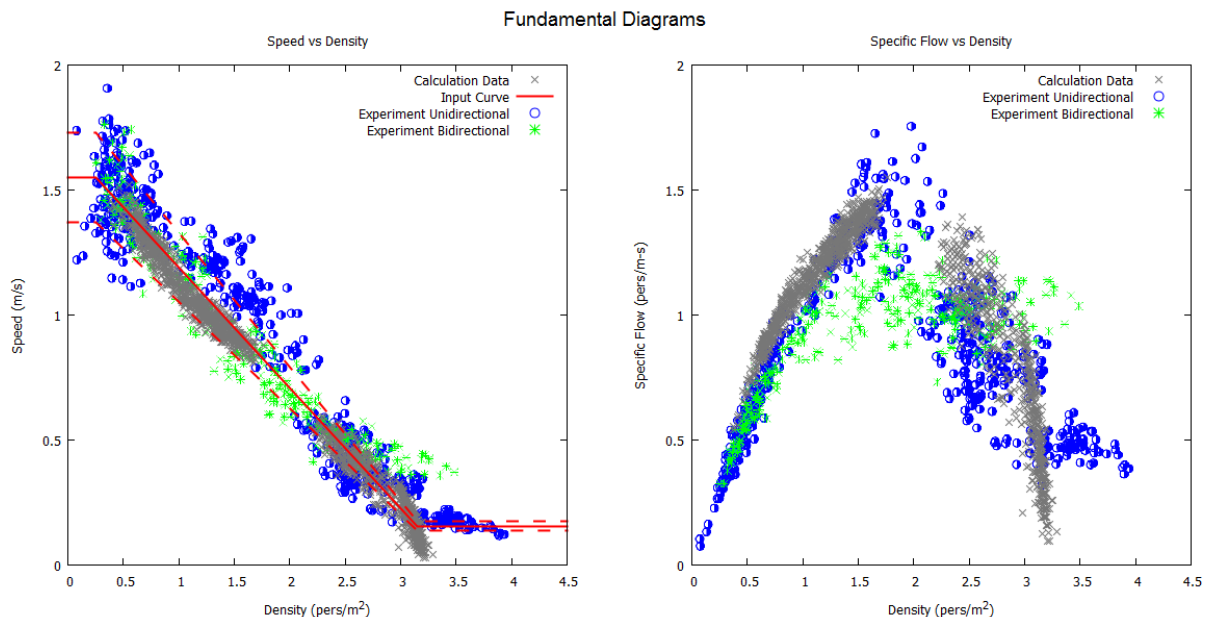 Fundamental Diagrams
Speed vs Density
Calculation Data
Input Curve
Experiment Unidirectional
Experiment Bidirectional
Speed (m/s)
2
1.5
1
0.5
0
0 0.5 1 1.5 2 2.5 3 3.5 4 4.5
Density (pers/m²)
Specific Flow vs Density
Calculation Data
Experiment Unidirectional
Experiment Bidirectional
Specific Flow (pers/m-s)
2
1.5
1
0.5
0
0 0.5 1 1.5 2 2.5 3 3.5 4 4.5
Density (pers/m²)